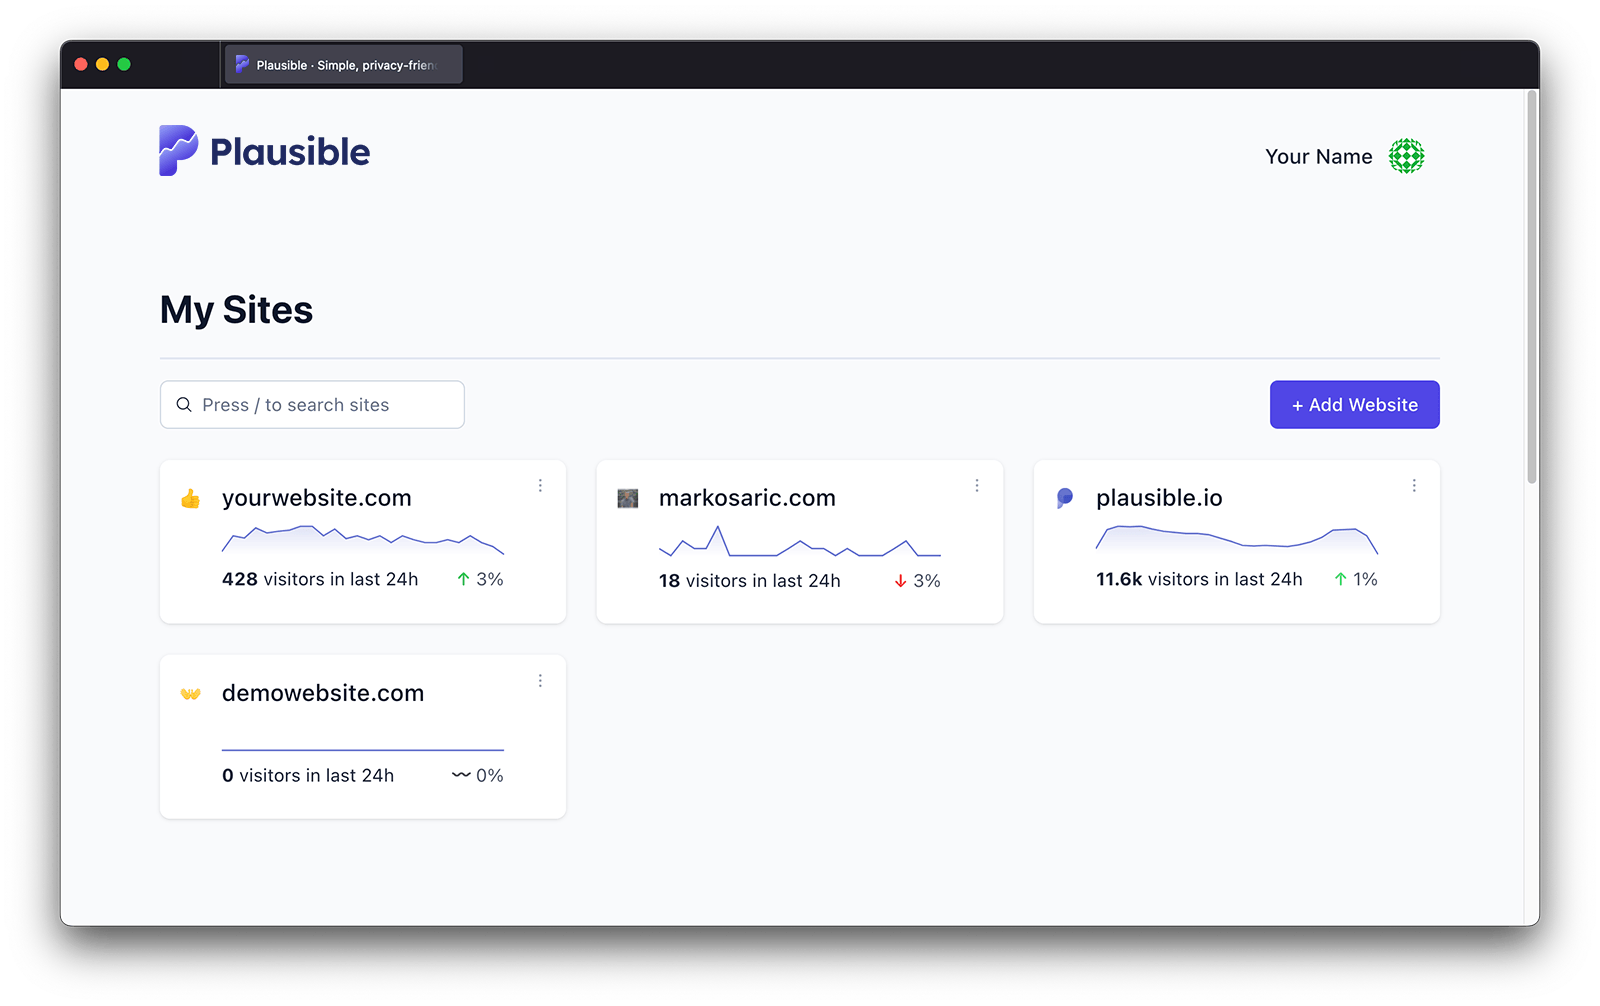 Plausible · Simple, privacy-frien
Plausible
Your Name
My Sites
Press / to search sites
+ Add Website
yourwebsite.com
428 visitors in last 24h ↑ 3%
markosaric.com
18 visitors in last 24h ↓ 3%
plausible.io
11.6k visitors in last 24h ↑ 1%
demowebsite.com
0 visitors in last 24h 〰 0%